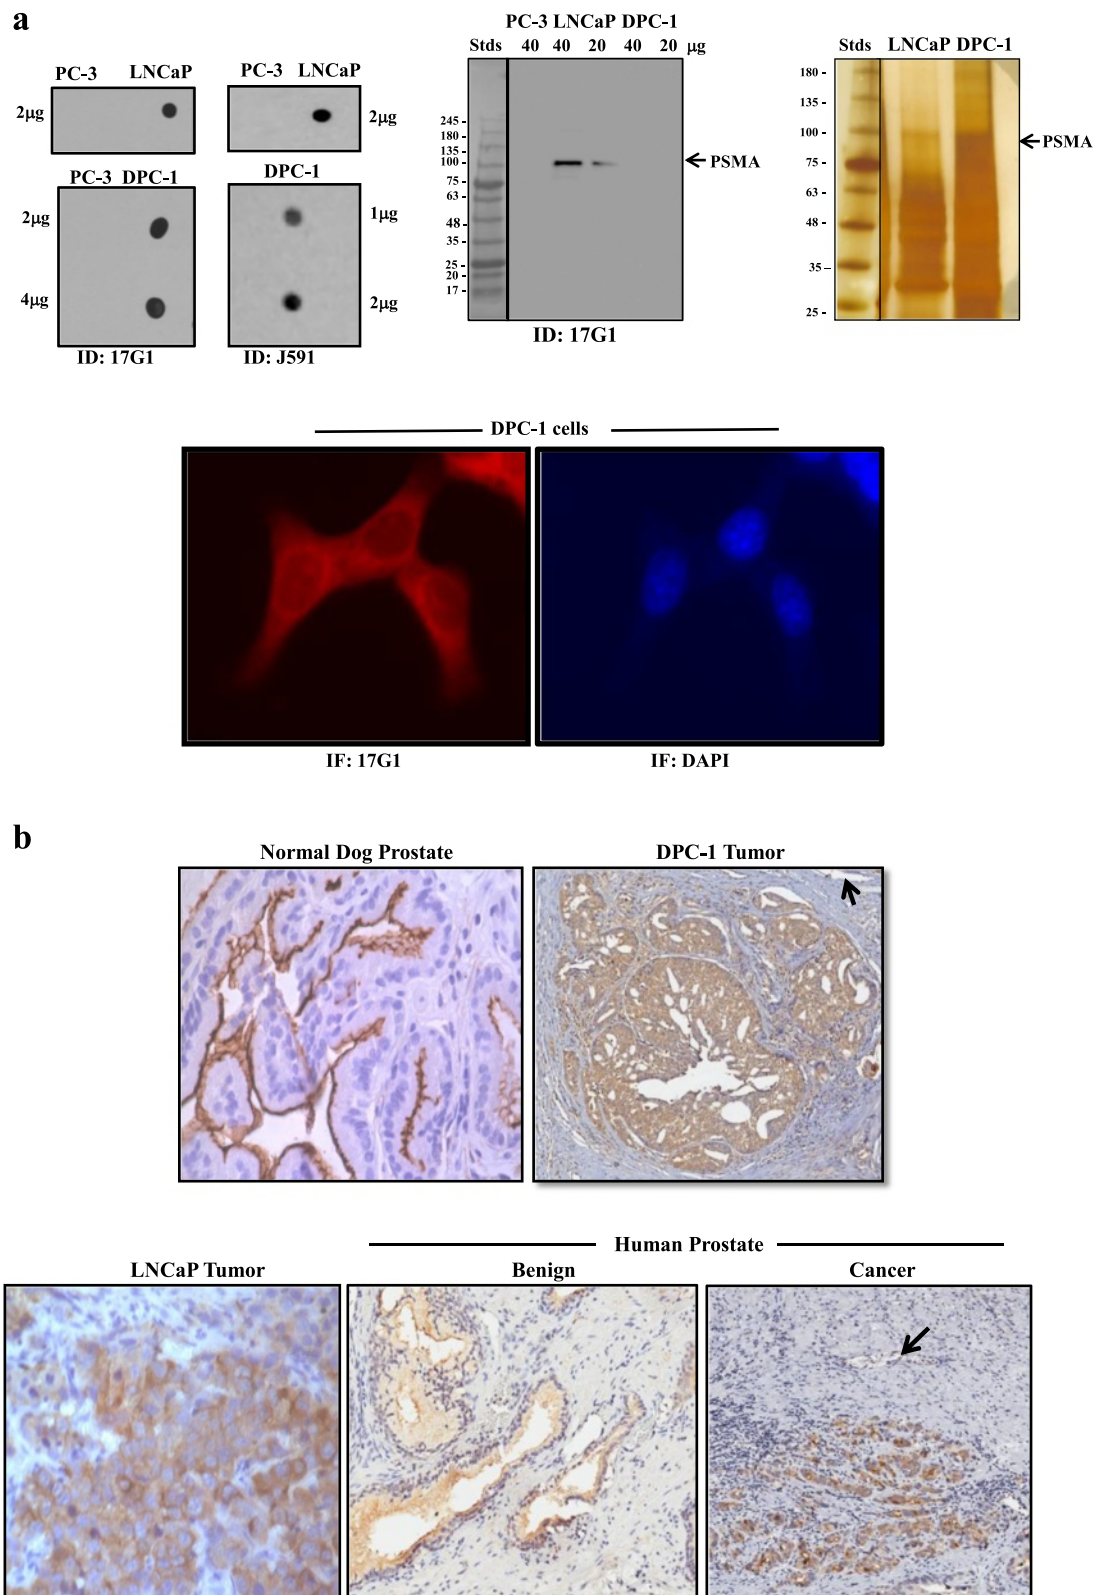 a
PC-3 LNCaP
2µg
PC-3 LNCaP
2µg
PC-3 DPC-1
2µg
4µg
ID: 17G1
DPC-1
1µg
2µg
ID: J591
PC-3 LNCaP DPC-1
Stds 40 40 20 40 20 µg
245 -
180 -
135 -
100 -
75 -
63 -
48 -
35 -
25 -
20 -
17 -
PSMA
ID: 17G1
Stds LNCaP DPC-1
180 -
135 -
100 -
75 -
63 -
48 -
35 –
25 -
PSMA
DPC-1 cells
IF: 17G1
IF: DAPI
b
Normal Dog Prostate
DPC-1 Tumor
Human Prostate
LNCaP Tumor
Benign
Cancer